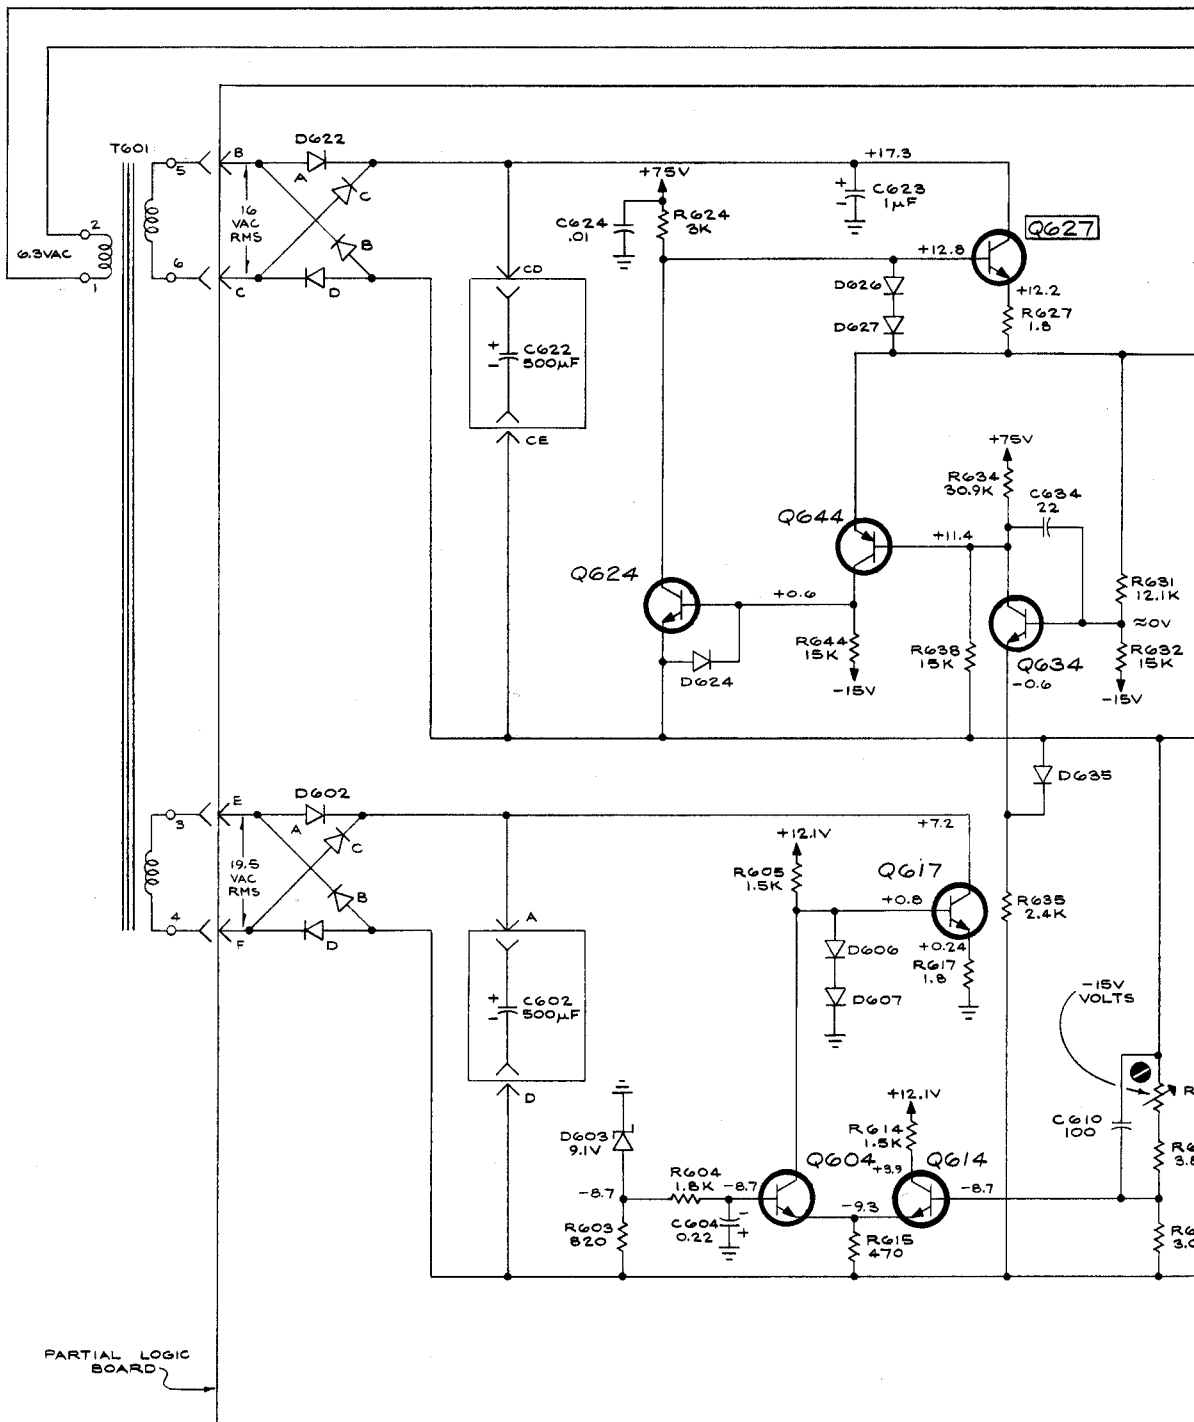 T601
D622
B
5
A
C
16
VAC
RMS
B
2
6.3VAC
1
6
C
D
+75V
C624
.01
R624
3K
+17.3
+
-
C623
1µF
Q627
+12.8
D626
+12.2
R627
1.8
D627
CD
+
-
C622
500µF
CE
+75V
R634
30.9K
C634
22
Q644
+11.4
Q624
+0.6
R631
12.1K
≈0V
R644
15K
R638
15K
Q634
-0.6
R632
15K
D624
-15V
-15V
D635
D602
E
3
A
C
19.5
VAC
RMS
B
4
F
D
+7.2
+12.1V
R605
1.5K
Q617
+0.8
R635
2.4K
A
D606
+0.24
R617
1.8
D607
+
-
C602
500µF
-15V
VOLTS
D
R
+12.1V
C610
100
D603
9.1V
R614
1.5K
Q604
+3.9
Q614
R6
3.8
R604
1.8K
-8.7
-8.7
-8.7
-9.3
-
+
C604
0.22
R603
820
R615
470
R6
3.0
PARTIAL LOGIC
BOARD